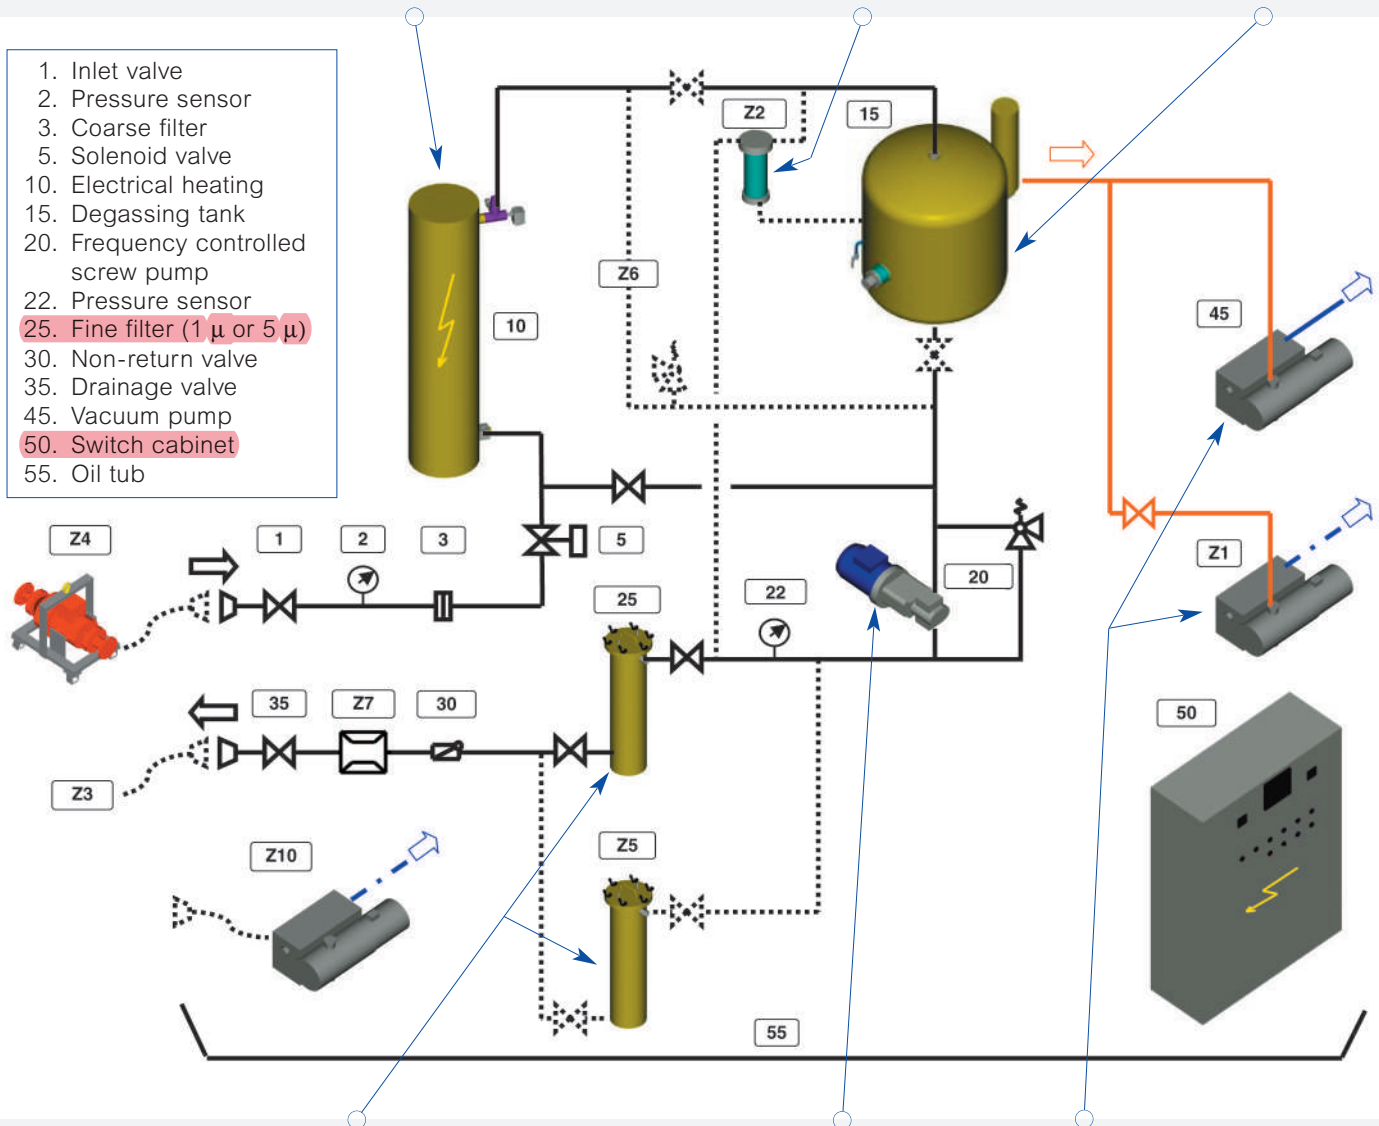 1. Inlet valve
2. Pressure sensor
3. Coarse filter
5. Solenoid valve
10. Electrical heating
15. Degassing tank
20. Frequency controlled
screw pump
22. Pressure sensor
25. Fine filter (1 µ or 5 µ)
30. Non-return valve
35. Drainage valve
45. Vacuum pump
50. Switch cabinet
55. Oil tub
Z2
15
Z6
10
45
Z4
1
2
3
5
Z1
20
22
25
35
Z7
30
50
Z3
Z5
Z10
55